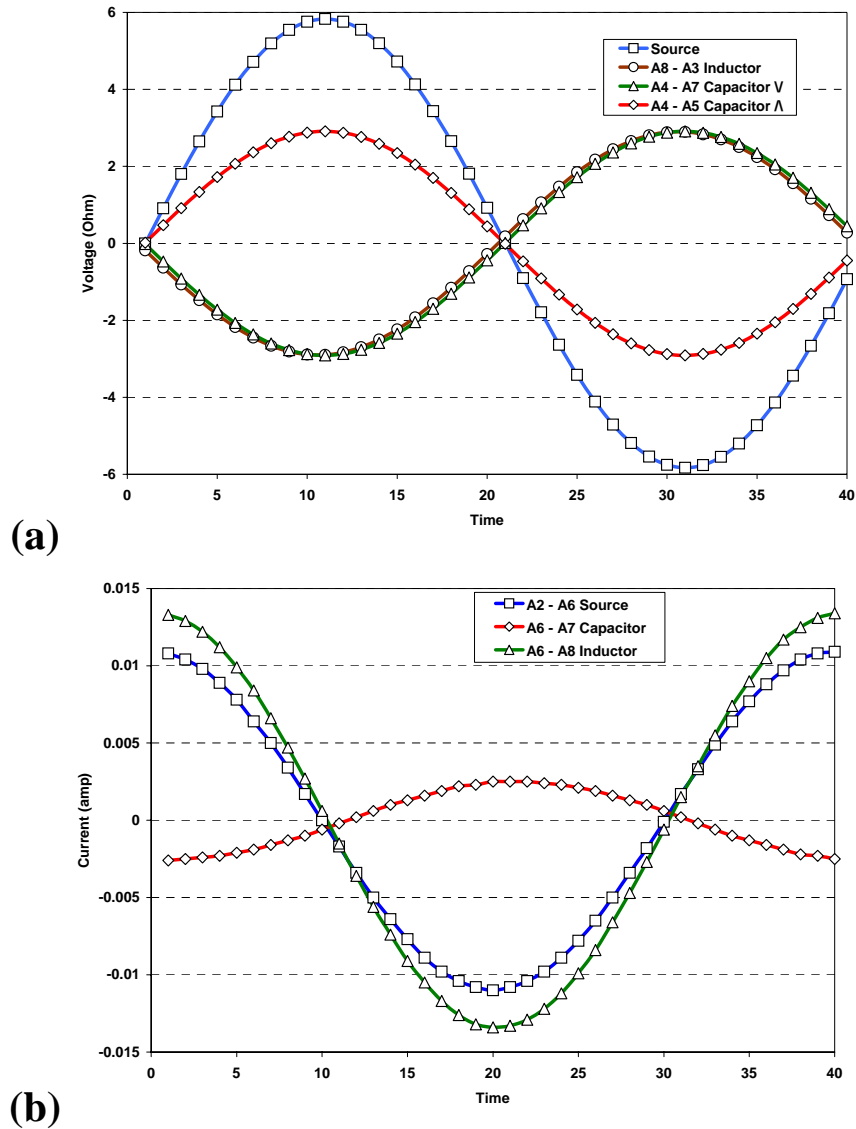 6
4
2
0
-2
-4
-6
Voltage (Ohm)
Source
A8 - A3 Inductor
A4 - A7 Capacitor \/
A4 - A5 Capacitor /\
0 5 10 15 20 25 30 35 40
Time
(a)
0.015
0.01
0.005
0
-0.005
-0.01
-0.015
Current (amp)
A2 - A6 Source
A6 - A7 Capacitor
A6 - A8 Inductor
0 5 10 15 20 25 30 35 40
Time
(b)